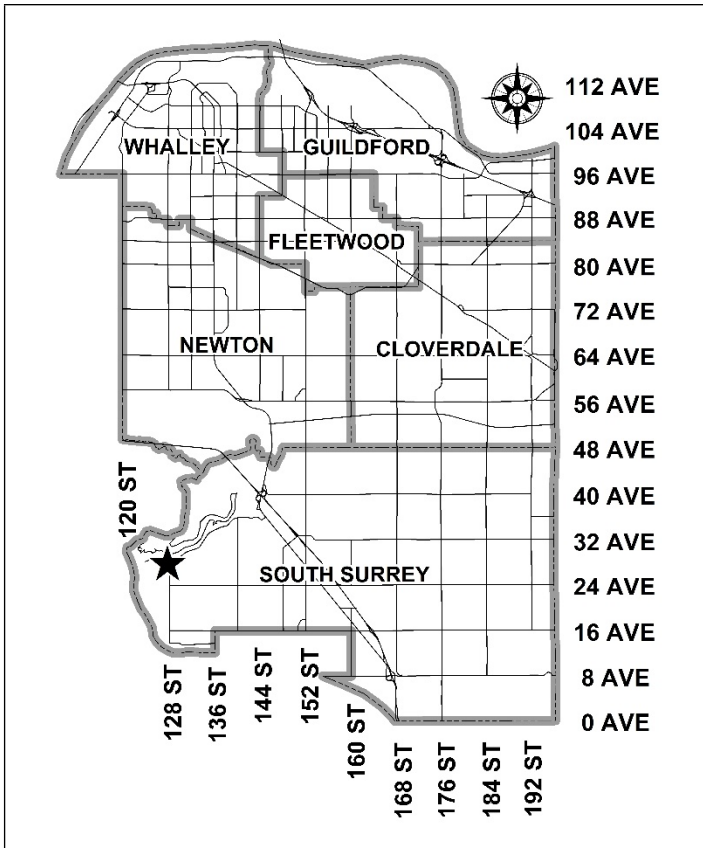 112 AVE
104 AVE
WHALLEY
GUILDFORD
96 AVE
88 AVE
FLEETWOOD
80 AVE
72 AVE
NEWTON
CLOVERDALE
64 AVE
56 AVE
48 AVE
120 ST
40 AVE
32 AVE
SOUTH SURREY
24 AVE
16 AVE
128 ST
136 ST
144 ST
152 ST
160 ST
8 AVE
0 AVE
168 ST
176 ST
184 ST
192 ST